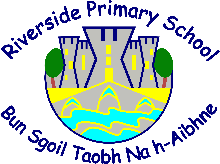 Riverside Primary School
Bun Sgoil Taobh Na h-Aibhne